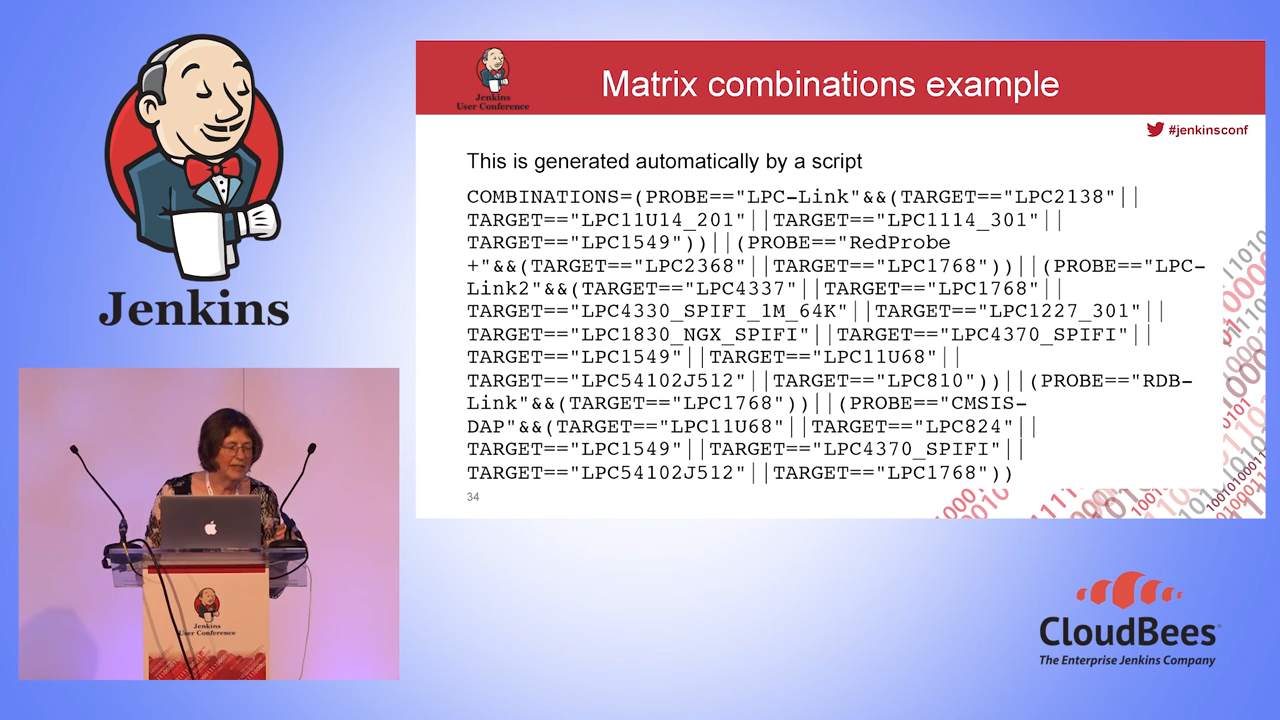 Jenkins
Jenkins
User Conference
Matrix combinations example
#jenkinsconf
This is generated automatically by a script
COMBINATIONS=(PROBE=="LPC-Link"&&(TARGET=="LPC2138"||
TARGET=="LPC11U14_201"||TARGET=="LPC1114_301"||
TARGET=="LPC1549"))||(PROBE=="RedProbe
+"&&(TARGET=="LPC2368"||TARGET=="LPC1768"))||(PROBE=="LPC-
Link2"&&(TARGET=="LPC4337"||TARGET=="LPC1768"||
TARGET=="LPC4330_SPIFI_1M_64K"||TARGET=="LPC1227_301"||
TARGET=="LPC1830_NGX_SPIFI"||TARGET=="LPC4370_SPIFI"||
TARGET=="LPC1549"||TARGET=="LPC11U68"||
TARGET=="LPC54102J512"||TARGET=="LPC810"))||(PROBE=="RDB-
Link"&&(TARGET=="LPC1768"))||(PROBE=="CMSIS-
DAP"&&(TARGET=="LPC11U68"||TARGET=="LPC824"||
TARGET=="LPC1549"||TARGET=="LPC4370_SPIFI"||
TARGET=="LPC54102J512"||TARGET=="LPC1768"))
34
Jenkins
User Conference
CloudBees
The Enterprise Jenkins Company